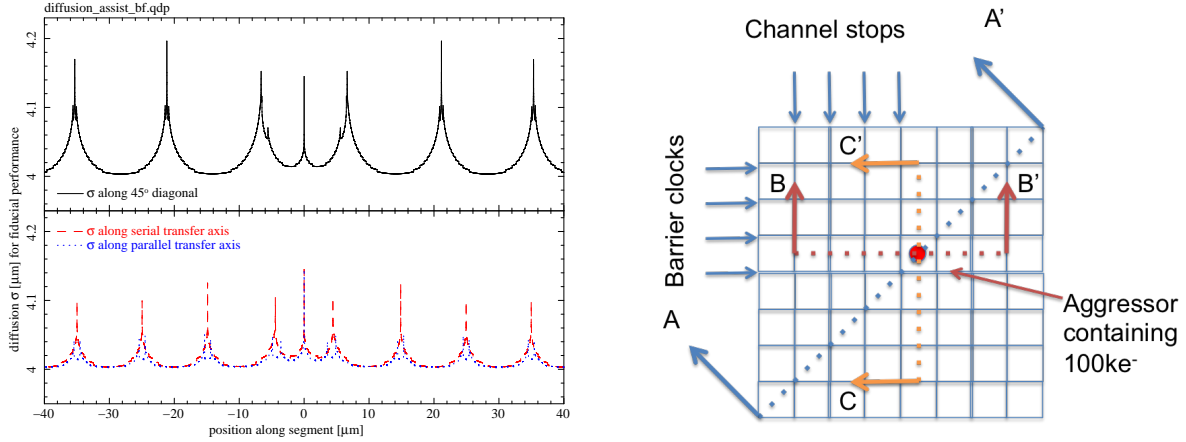 diffusion_assist_bf.qdp
diffusion σ [μm] for fiducial performance
4.2
4.1
4
σ along 45° diagonal
4.2
4.1
4
σ along serial transfer axis
σ along parallel transfer axis
−40 −30 −20 −10 0 10 20 30 40
position along segment [μm]
A'
Channel stops
C'
B
B'
Barrier clocks
A
C
Aggressor
containing
100ke-